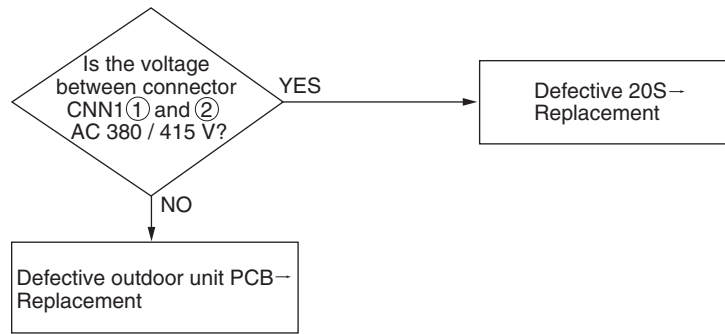 Is the voltage
between connector
CNN1① and ②
AC 380 / 415 V?
YES
Defective 20S→
Replacement
NO
Defective outdoor unit PCB→
Replacement